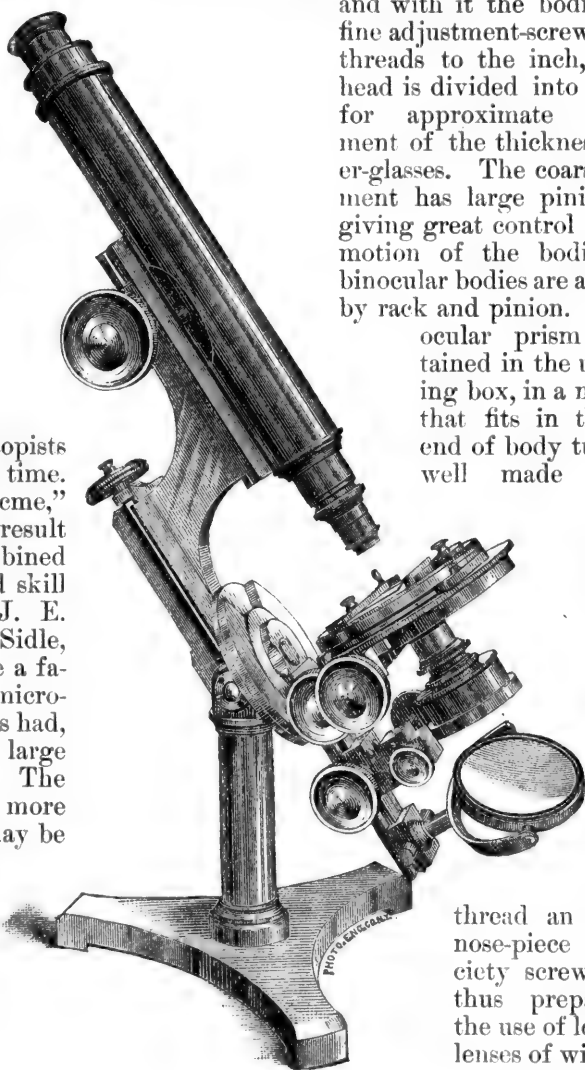 and with it the bodi
fine adjustment-screw
threads to the inch,
head is divided into
for approximate
ment of the thicknes
er-glasses. The coar
ment has large pini
giving great control
motion of the bodi
binocular bodies are a
by rack and pinion.
ocular prism
tained in the u
ing box, in a n
that fits in t
end of body tu
well made
opists
time.
cme,”
result
bined
skill
J. E.
Sidle,
e a fa-
micro-
s had,
large
The
more
ay be
PHOTO.ENG.CO.N.Y.
thread an
nose-piece
ciety screw
thus prep
the use of lo
lenses of wi